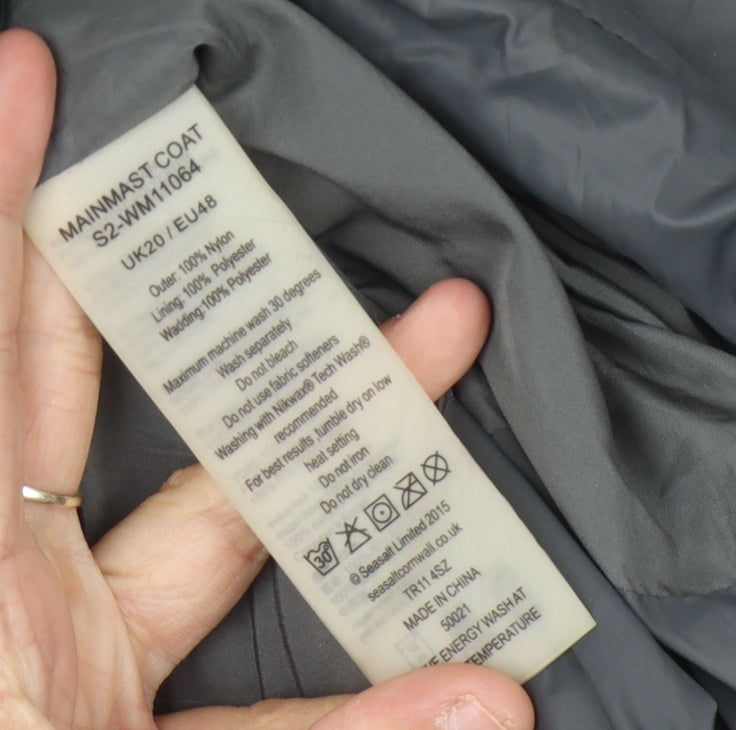 MAINMAST COAT
S2-WM11064
UK20 / EU48
Outer: 100% Nylon
Lining: 100% Polyester
Wadding:100% Polyester
Maximum machine wash 30 degrees
Wash separately
Do not bleach
Do not use fabric softeners
Washing with Nikwax® Tech Wash®
recommended
For best results ,tumble dry on low
heat setting
Do not iron
Do not dry clean
30°
© Seasalt Limited 2015
seasaltcornwall.co.uk
TR11 4SZ
MADE IN CHINA
50021
ENERGY WASH AT
TEMPERATURE